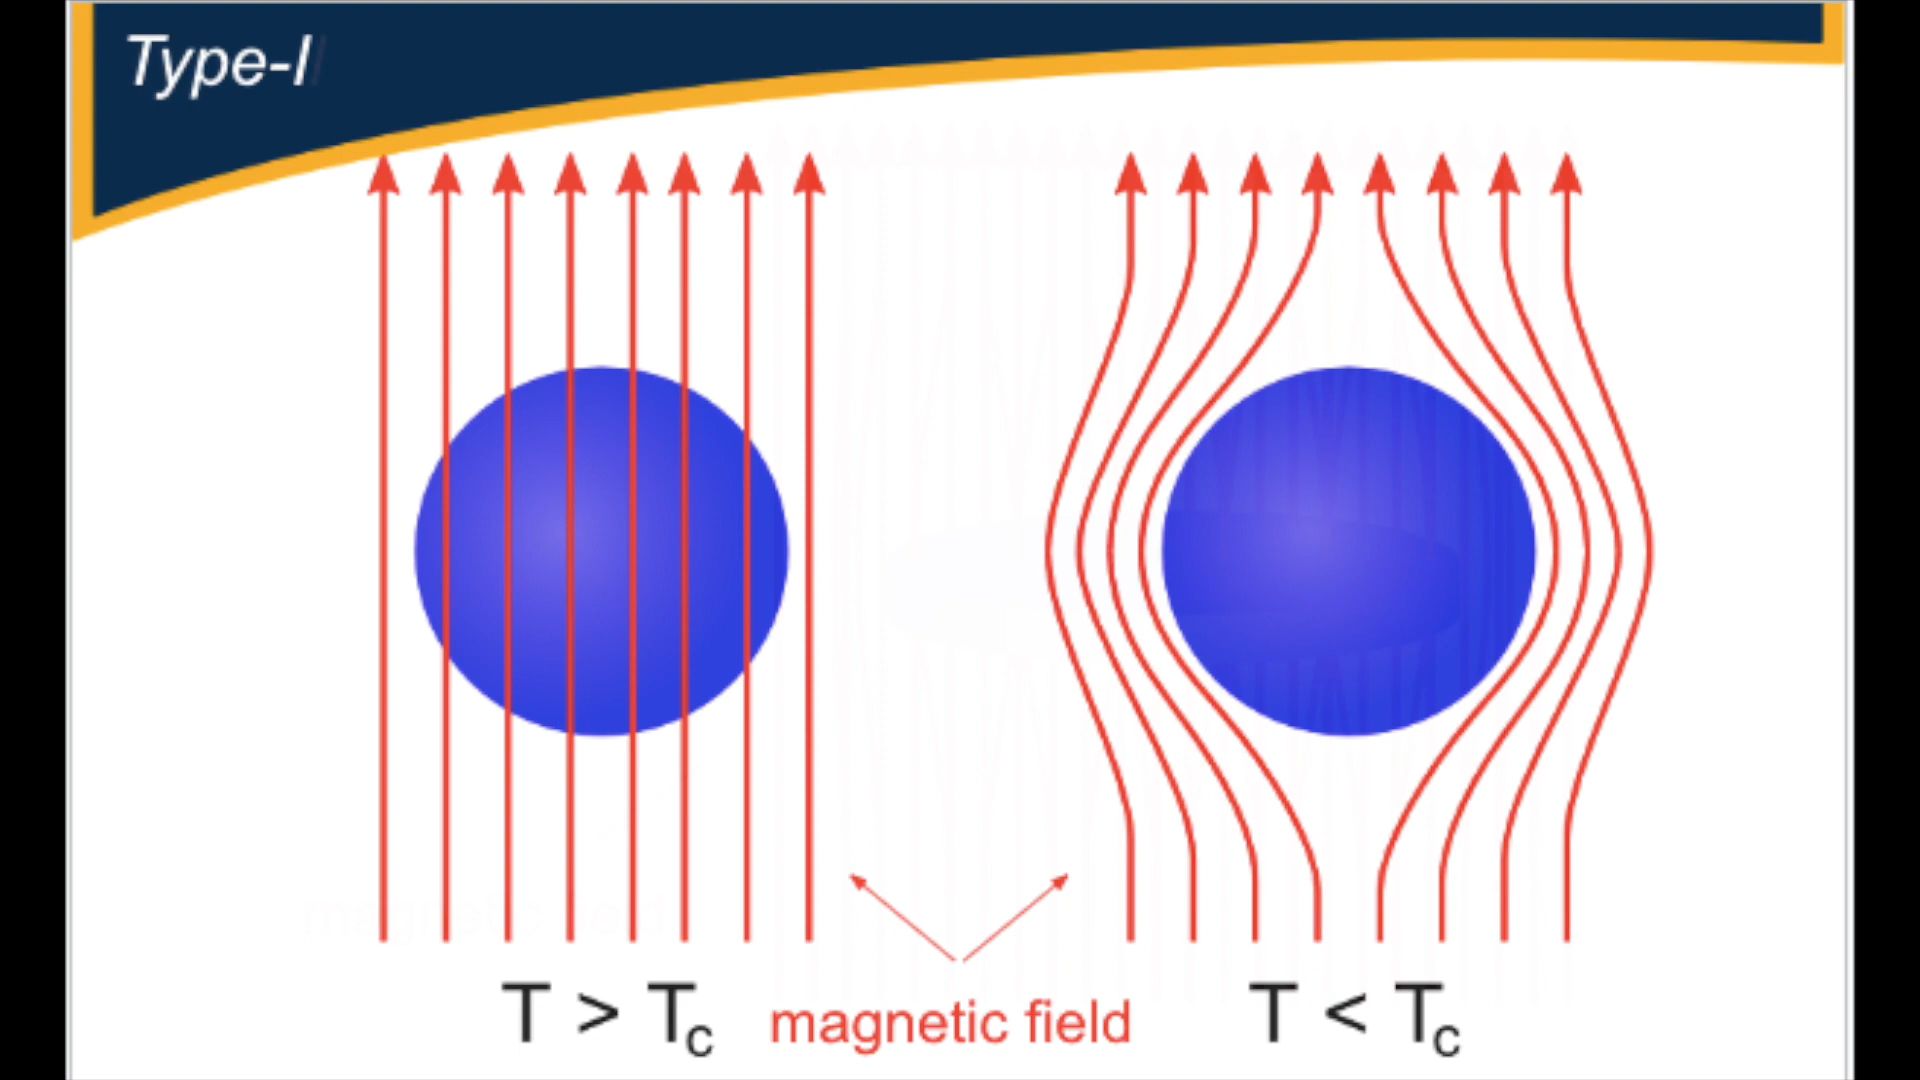 Type-I
T > Tc
magnetic field
T < Tc